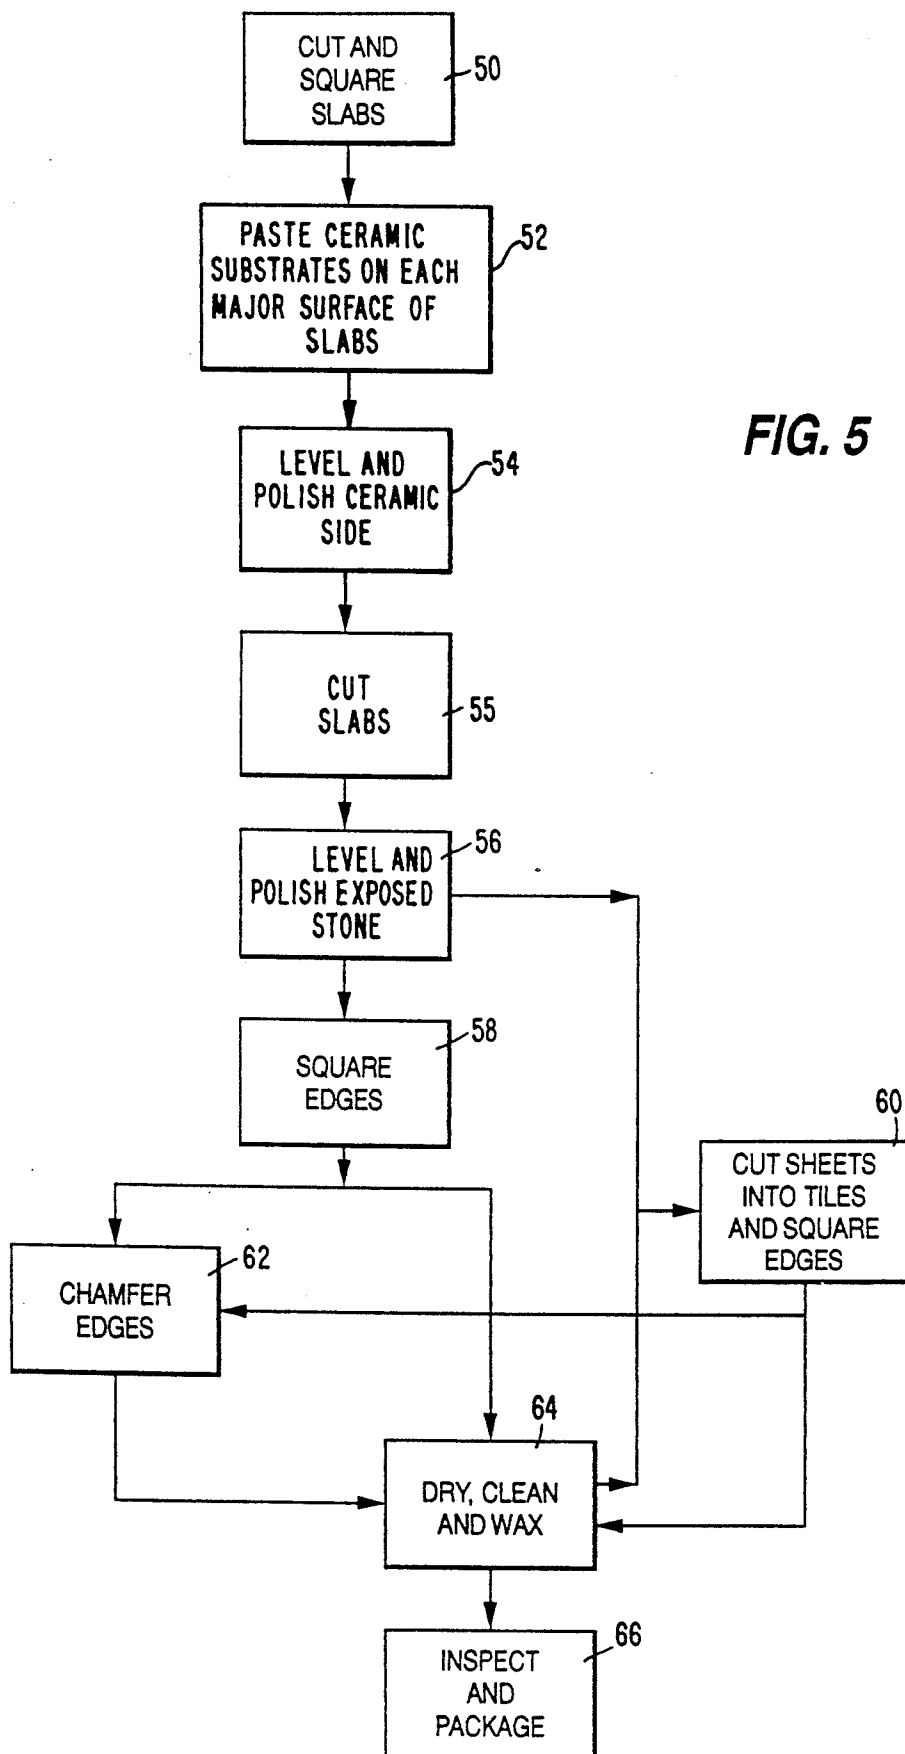 CUT AND
SQUARE
SLABS
50
PASTE CERAMIC
SUBSTRATES ON EACH
MAJOR SURFACE OF
SLABS
52
FIG. 5
LEVEL AND
POLISH CERAMIC
SIDE
54
CUT
SLABS
55
LEVEL AND
POLISH EXPOSED
STONE
56
SQUARE
EDGES
58
CUT SHEETS
INTO TILES
AND SQUARE
EDGES
60
CHAMFER
EDGES
62
DRY, CLEAN
AND WAX
64
INSPECT
AND
PACKAGE
66